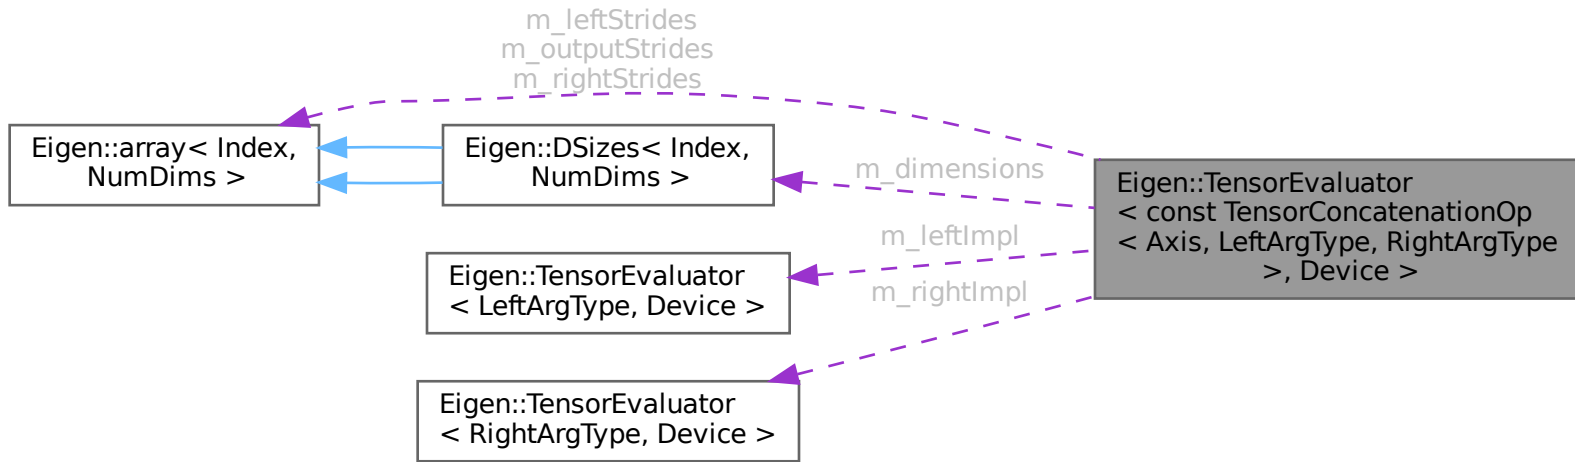 m_leftStrides
m_outputStrides
m_rightStrides
Eigen::array< Index,
NumDims >
Eigen::DSizes< Index,
NumDims >
m_dimensions
Eigen::TensorEvaluator
< const TensorConcatenationOp
< Axis, LeftArgType, RightArgType
>, Device >
m_leftImpl
Eigen::TensorEvaluator
< LeftArgType, Device >
m_rightImpl
Eigen::TensorEvaluator
< RightArgType, Device >